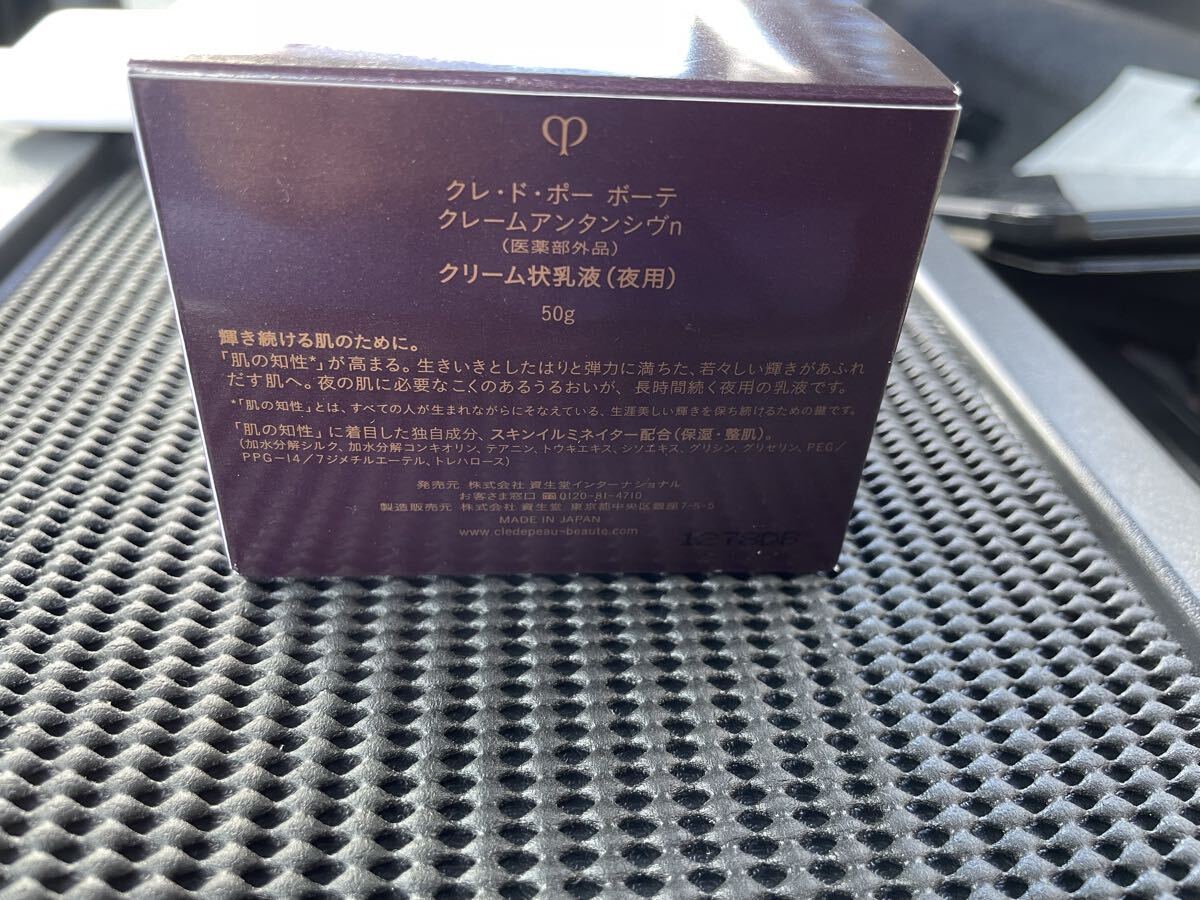 クレ・ド・ポー ボーテ
クレームアンタンシヴn
(医薬部外品)
クリーム状乳液(夜用)
50g
輝き続ける肌のために。
「肌の知性*」が高まる。生きいきとしたはりと弾力に満ちた、若々しい輝きがあふれ
だす肌へ。夜の肌に必要なこくのあるうるおいが、長時間続く夜用の乳液です。
*「肌の知性」とは、すべての人が生まれながらにそなえている、生涯美しい輝きを保ち続けるための鍵です。
「肌の知性」に着目した独自成分、スキンイルミネイター配合(保湿・整肌)。
(加水分解シルク、加水分解コンキオリン、テアニン、トウキエキス、シソエキス、グリシン、グリセリン、PEG/
PPG-14/7ジメチルエーテル、トレハロース)
発売元 株式会社 資生堂インターナショナル
お客さま窓口 0120-81-4710
製造販売元 株式会社 資生堂 東京都中央区銀座7-5-5
MADE IN JAPAN
www.cledepeau-beaute.com